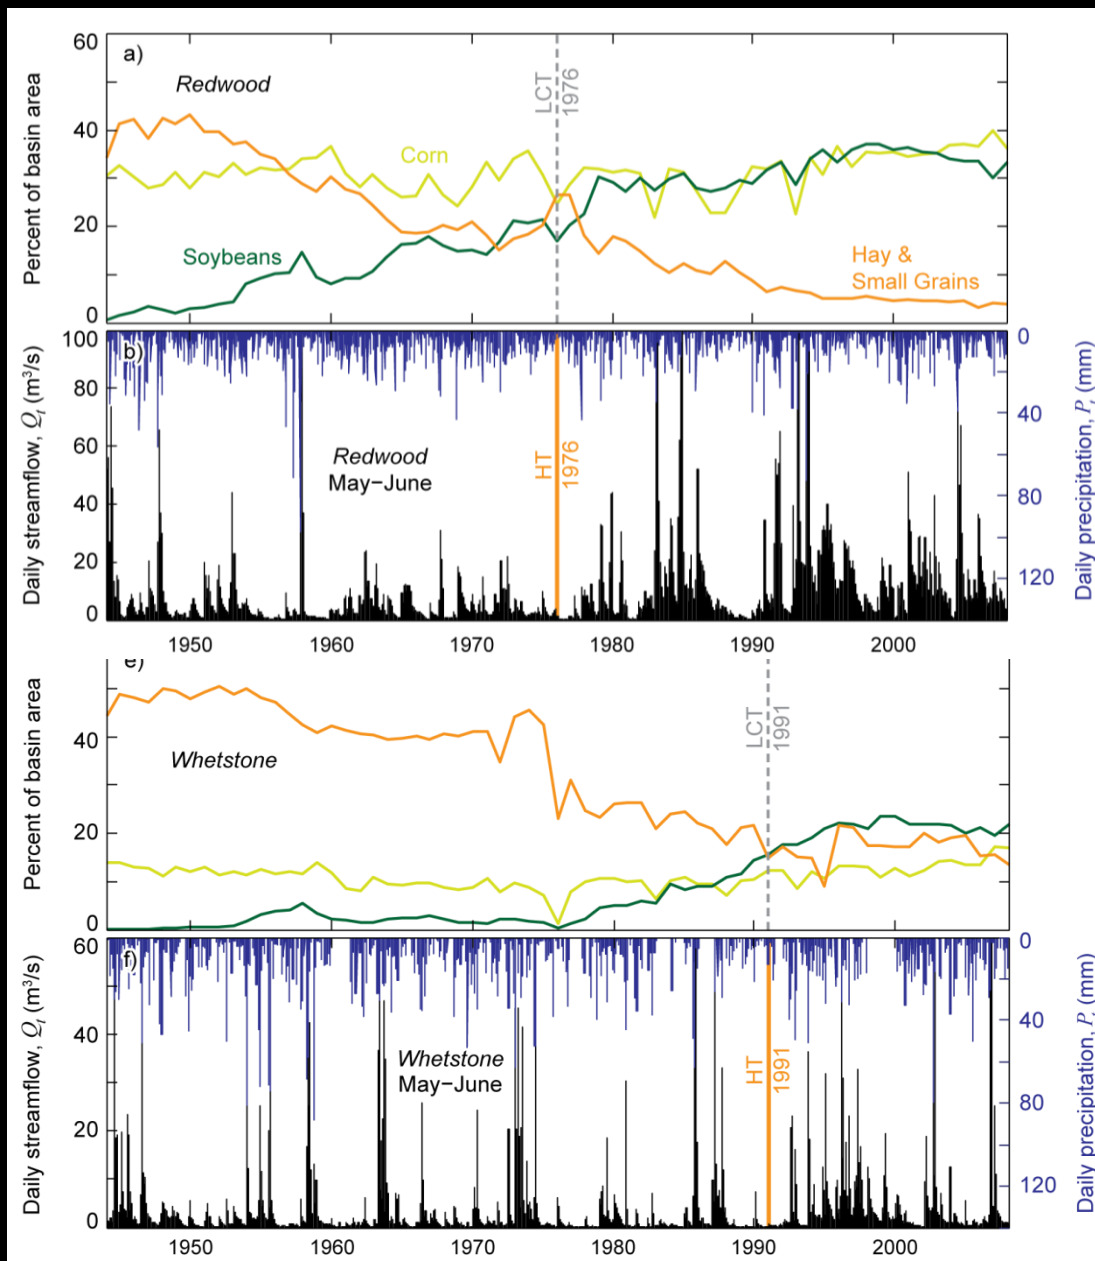 60
a)
Redwood
LCT
1976
40
Corn
20
Soybeans
Hay &
Small Grains
0
Percent of basin area
100
b)
0
80
40
60
Redwood
May−June
HT
1976
40
80
20
120
0
Daily streamflow, Qt (m³/s)
Daily precipitation, Pt (mm)
1950 1960 1970 1980 1990 2000
e)
LCT
1991
40
Whetstone
20
0
Percent of basin area
60
f)
0
40
40
Whetstone
May−June
HT
1991
80
20
120
0
Daily streamflow, Qt (m³/s)
Daily precipitation, Pt (mm)
1950 1960 1970 1980 1990 2000